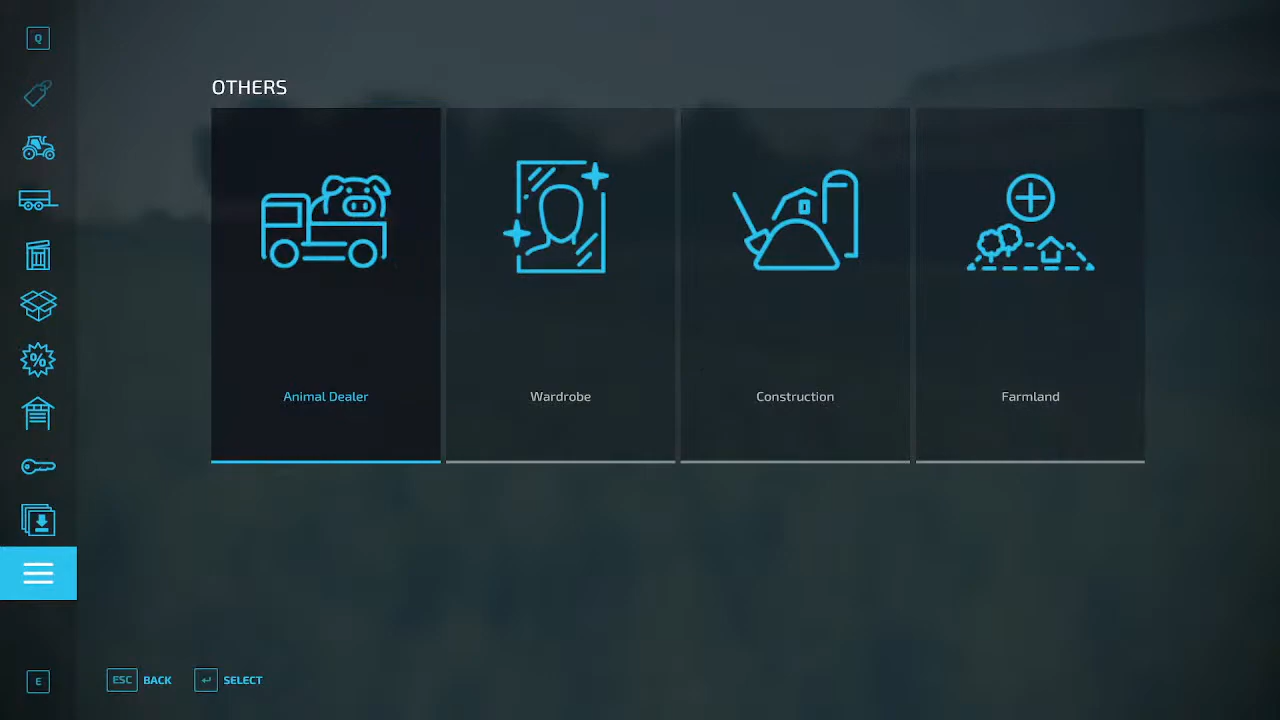 Q
OTHERS
%
Animal Dealer
Wardrobe
Construction
Farmland
E
ESC BACK
SELECT